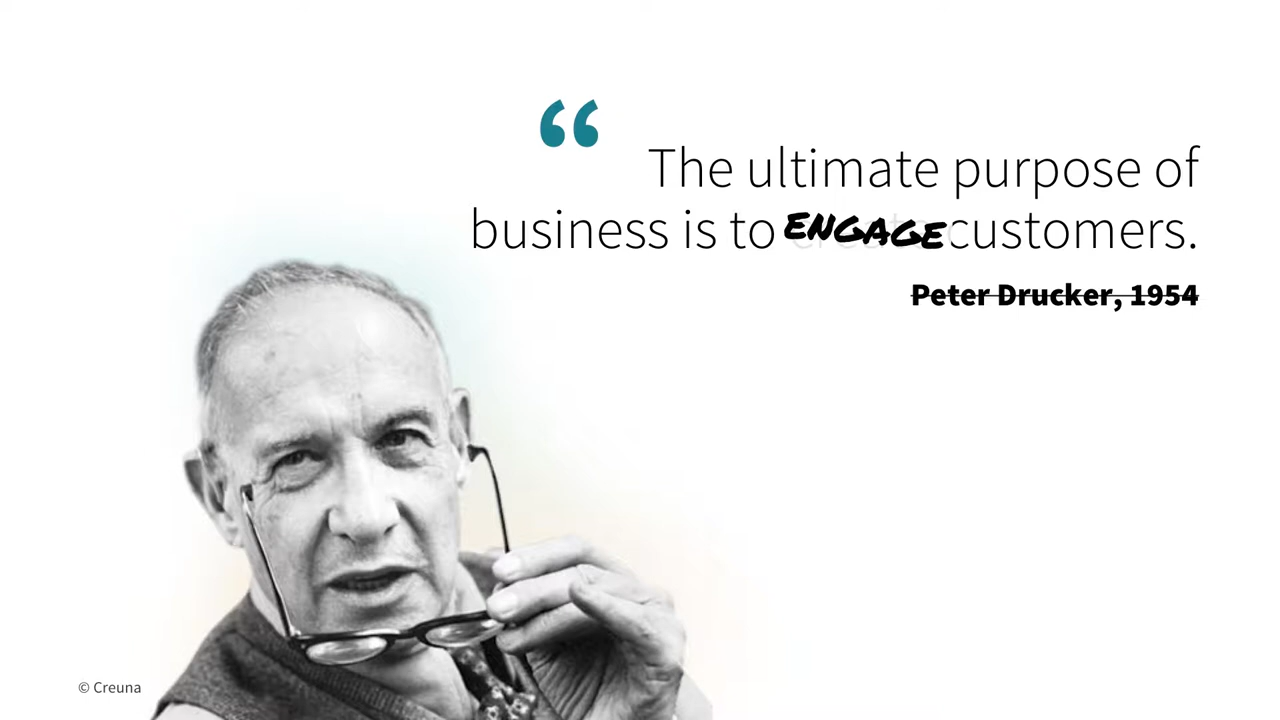 “ The ultimate purpose of
business is to ENGAGE customers.
Peter Drucker, 1954
© Creuna